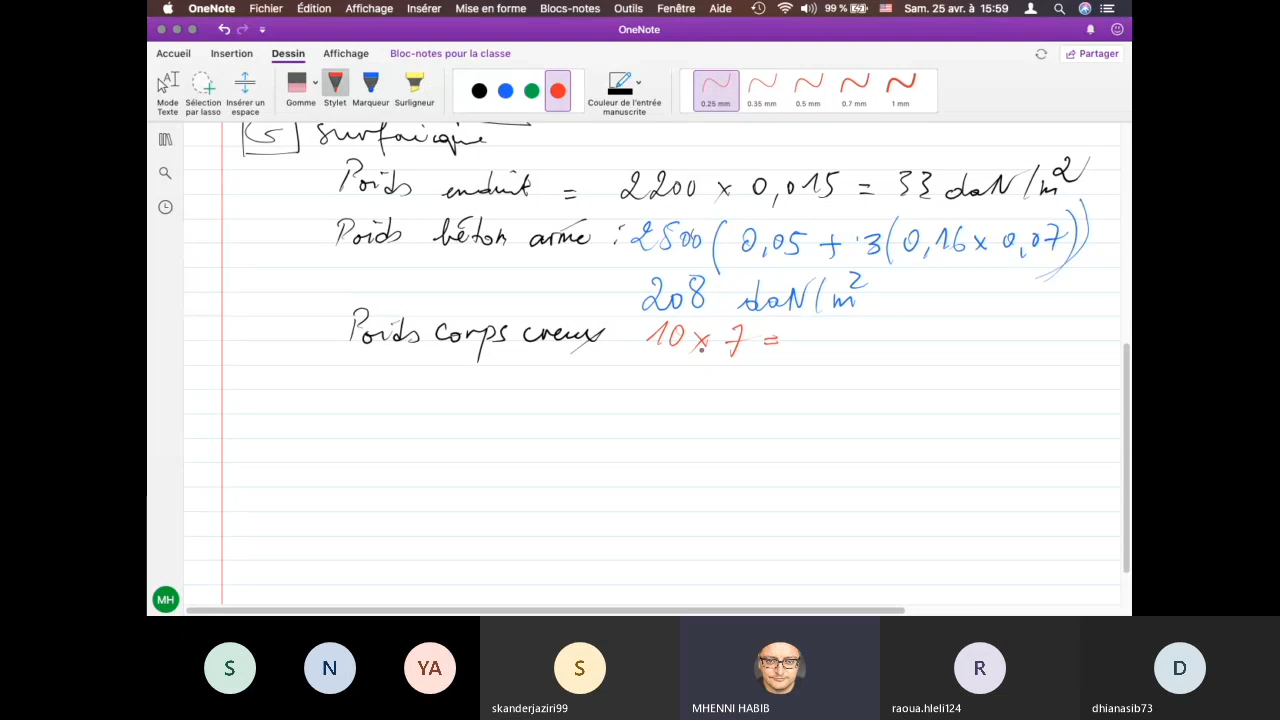 OneNote Fichier Édition Affichage Insérer Mise en forme Blocs-notes Outils Fenêtre Aide 99 % Sam. 25 avr. à 15:59
OneNote
Accueil Insertion Dessin Affichage Bloc-notes pour la classe Partager
Mode Texte Sélection par lasso Insérer un espace Gomme Stylet Marqueur Surligneur Couleur de l'entrée manuscrite 0.25 mm 0.35 mm 0.5 mm 0.7 mm 1 mm
surfacique
Poids enduit = 2200 x 0,015 = 33 daN/m²
Poids béton armé : 2500 ( 0,05 + 3 ( 0,16 x 0,07 ))
208 daN/m²
Poids corps creux 10 x 7 =
MH
S N YA S R D
skanderjaziri99 MHENNI HABIB raoua.hleli124 dhianasib73